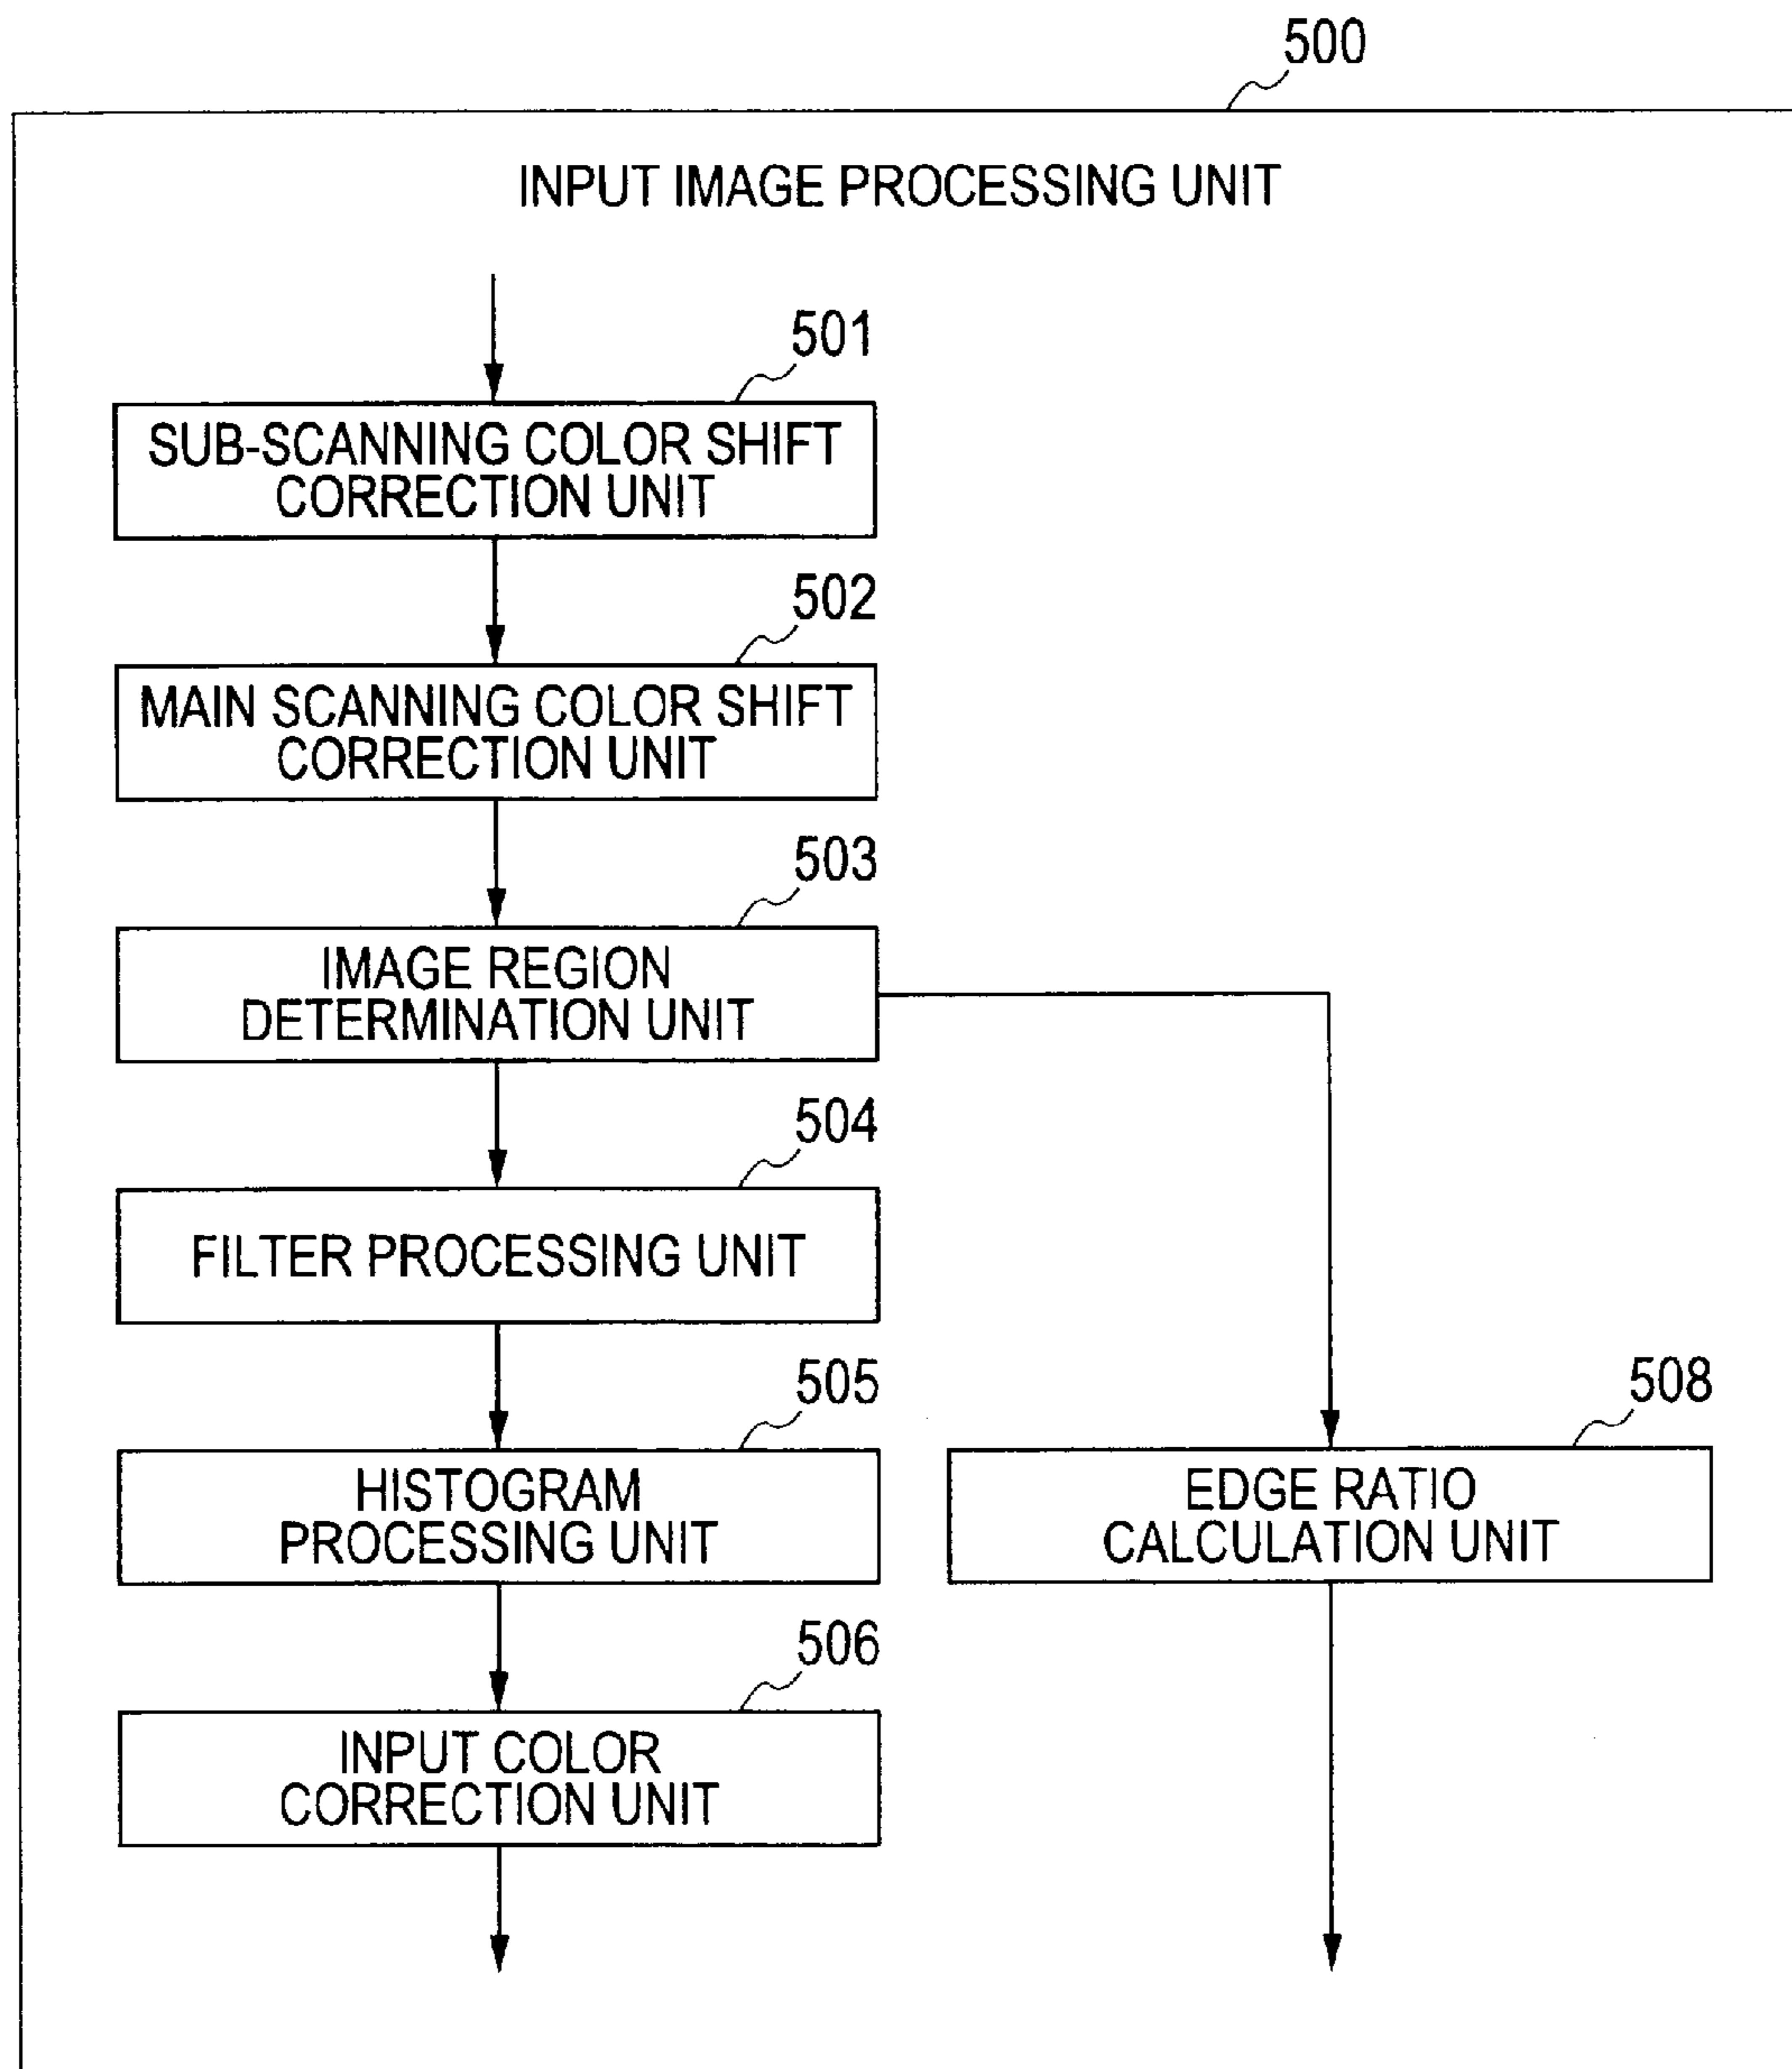 500
INPUT IMAGE PROCESSING UNIT
501
SUB-SCANNING COLOR SHIFT
CORRECTION UNIT
502
MAIN SCANNING COLOR SHIFT
CORRECTION UNIT
503
IMAGE REGION
DETERMINATION UNIT
504
FILTER PROCESSING UNIT
505
HISTOGRAM
PROCESSING UNIT
508
EDGE RATIO
CALCULATION UNIT
506
INPUT COLOR
CORRECTION UNIT